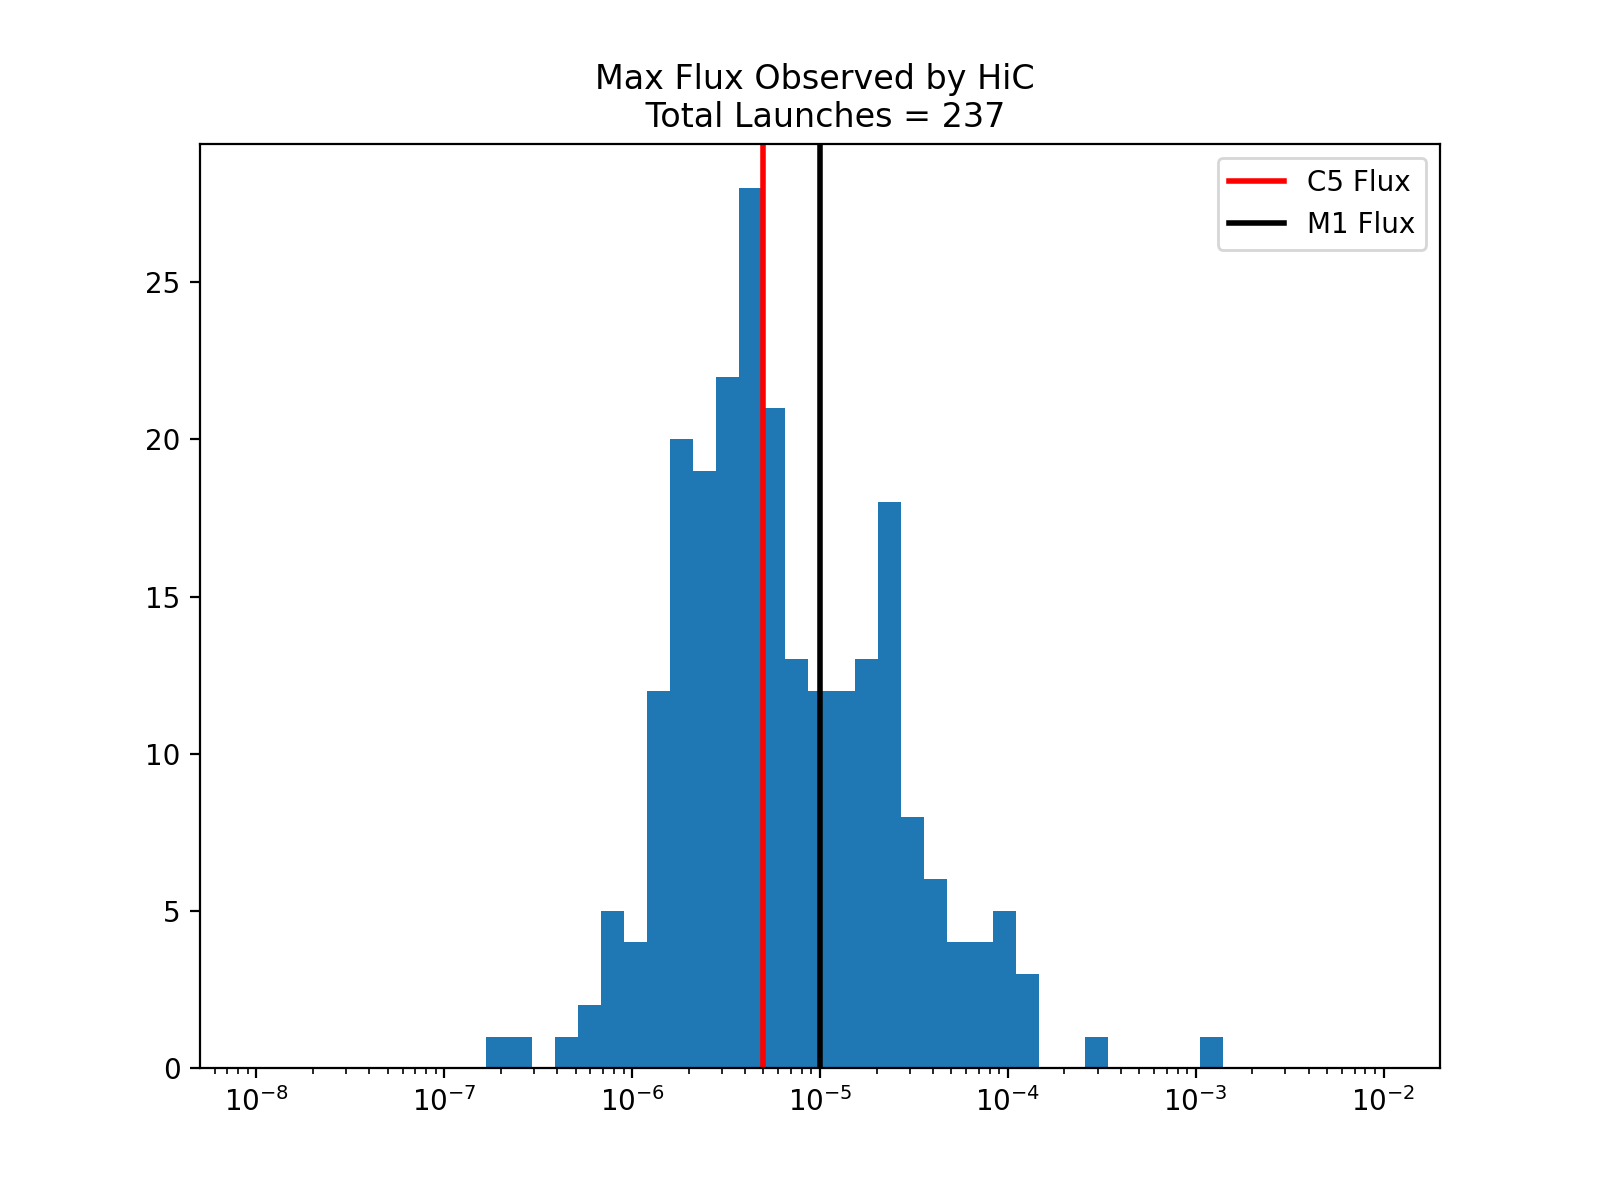 Max Flux Observed by HiC
Total Launches = 237
C5 Flux
M1 Flux
25
20
15
10
5
0
10⁻⁸ 10⁻⁷ 10⁻⁶ 10⁻⁵ 10⁻⁴ 10⁻³ 10⁻²